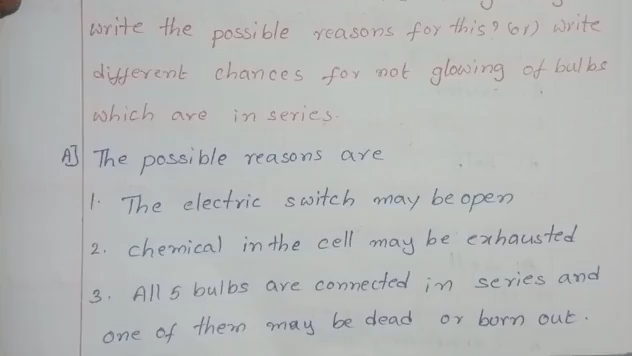 write the possible reasons for this? (or) write
different chances for not glowing of bulbs
which are in series.
A] The possible reasons are
1. The electric switch may be open
2. chemical in the cell may be exhausted
3. All 5 bulbs are connected in series and
one of them may be dead or born out.